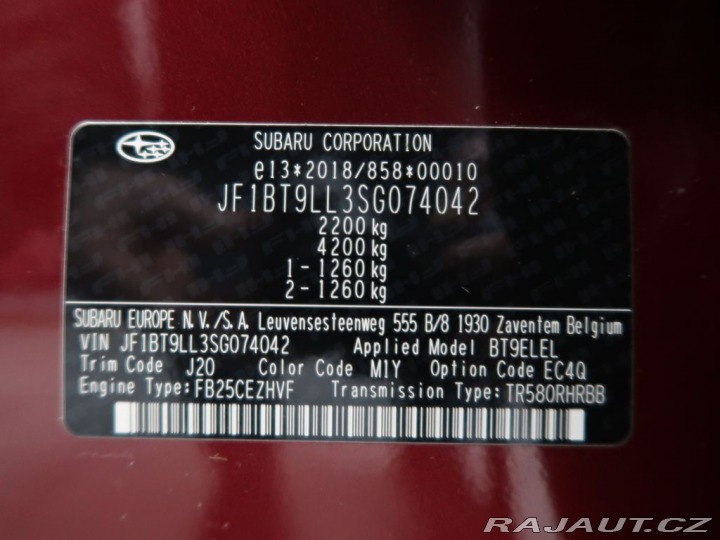 SUBARU CORPORATION
e13*2018/858*00010
JF1BT9LL3SG074042
2200 kg
4200 kg
1 - 1260 kg
2 - 1260 kg
SUBARU EUROPE N.V./S.A. Leuvensesteenweg 555 B/8 1930 Zaventem Belgium
VIN JF1BT9LL3SG074042 Applied Model BT9ELEL
Trim Code J20 Color Code M1Y Option Code EC4Q
Engine Type:FB25CEZHVF Transmission Type:TR580RHRBB
RAJAUT.CZ